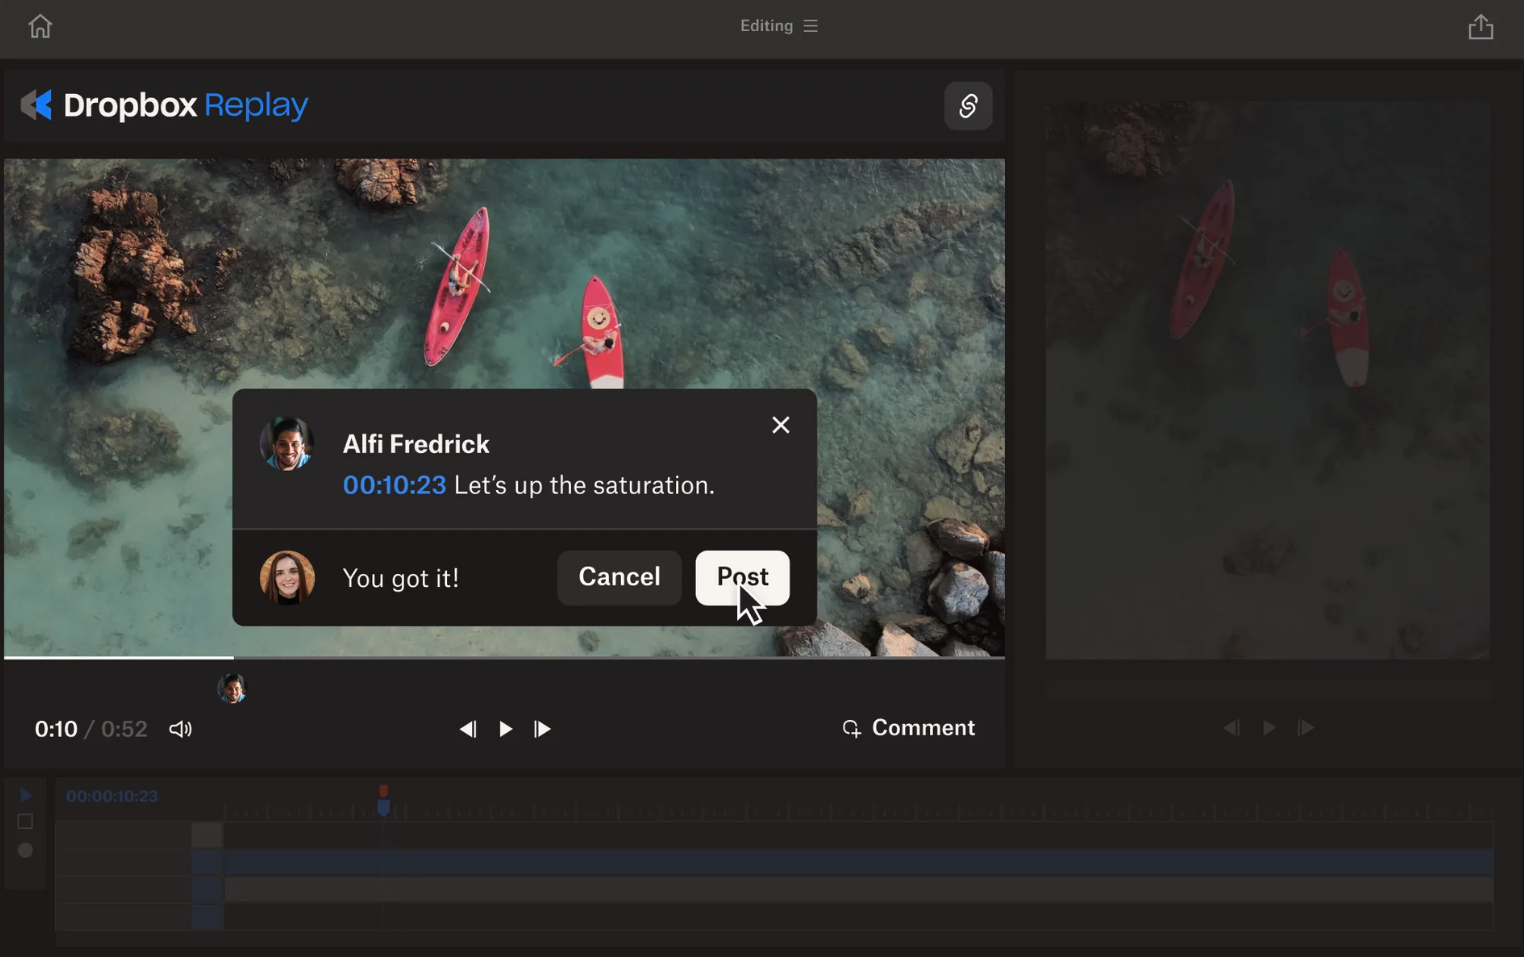 Editing
Dropbox Replay
Alfi Fredrick
00:10:23 Let’s up the saturation.
You got it!
Cancel
Post
0:10 / 0:52
Comment
00:00:10:23